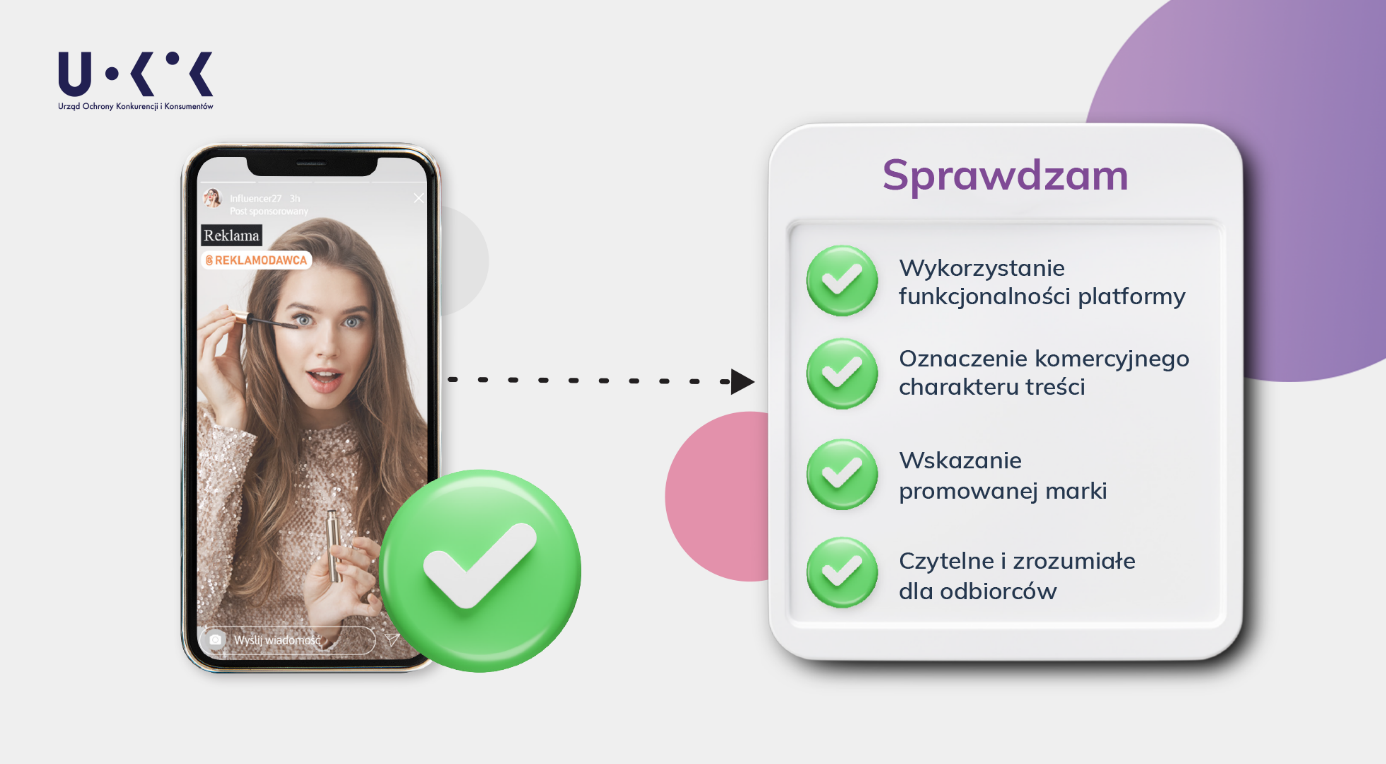 UOKiK
Urząd Ochrony Konkurencji i Konsumentów
Influencer27 3h
Post sponsorowany
Reklama
@REKLAMODAWCA
Wyślij wiadomość
Sprawdzam
Wykorzystanie
funkcjonalności platformy
Oznaczenie komercyjnego
charakteru treści
Wskazanie
promowanej marki
Czytelne i zrozumiałe
dla odbiorców